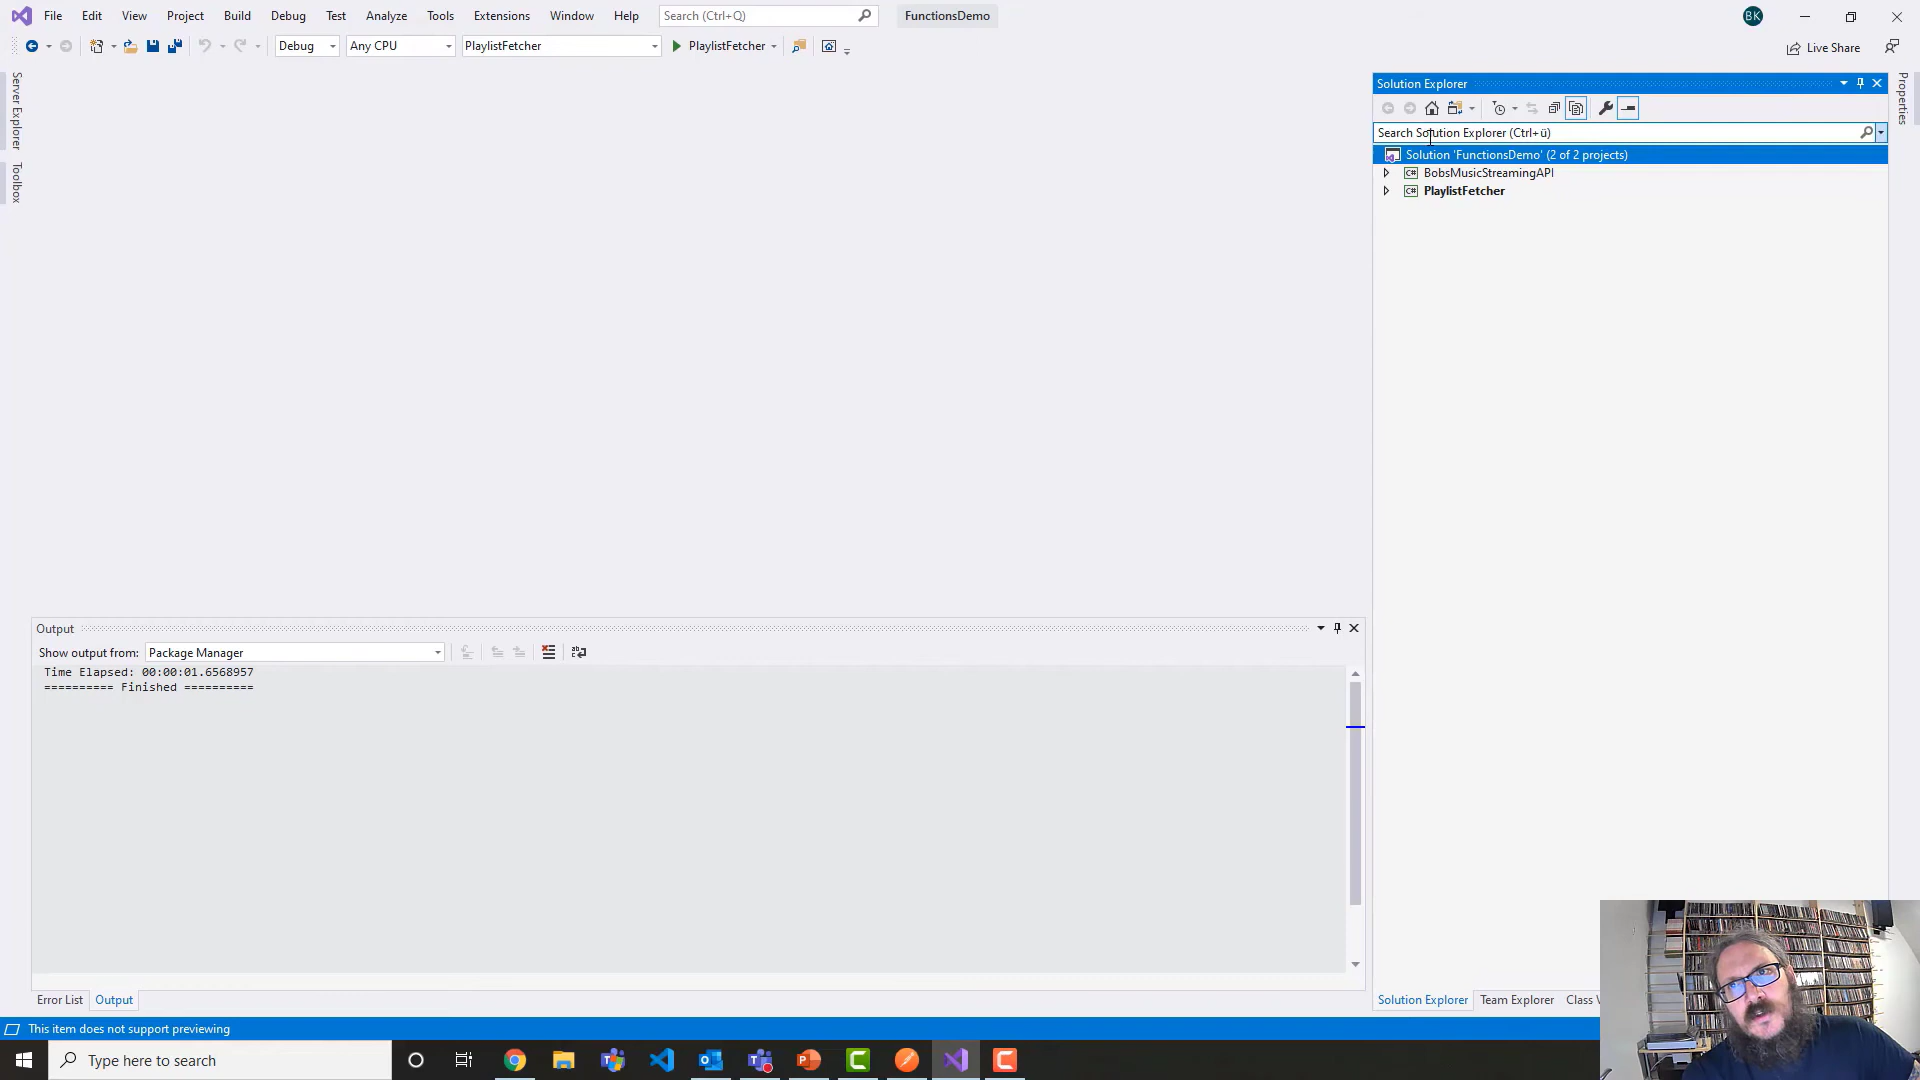 File Edit View Project Build Debug Test Analyze Tools Extensions Window Help Search (Ctrl+Q) FunctionsDemo BK
Debug Any CPU PlaylistFetcher PlaylistFetcher Live Share
Server Explorer
Toolbox
Solution Explorer
Search Solution Explorer (Ctrl+ü)
Solution 'FunctionsDemo' (2 of 2 projects)
C# BobsMusicStreamingAPI
C# PlaylistFetcher
Properties
Output
Show output from: Package Manager
Time Elapsed: 00:00:01.6568957
========== Finished ==========
Error List Output
Solution Explorer Team Explorer Class V
This item does not support previewing
Type here to search